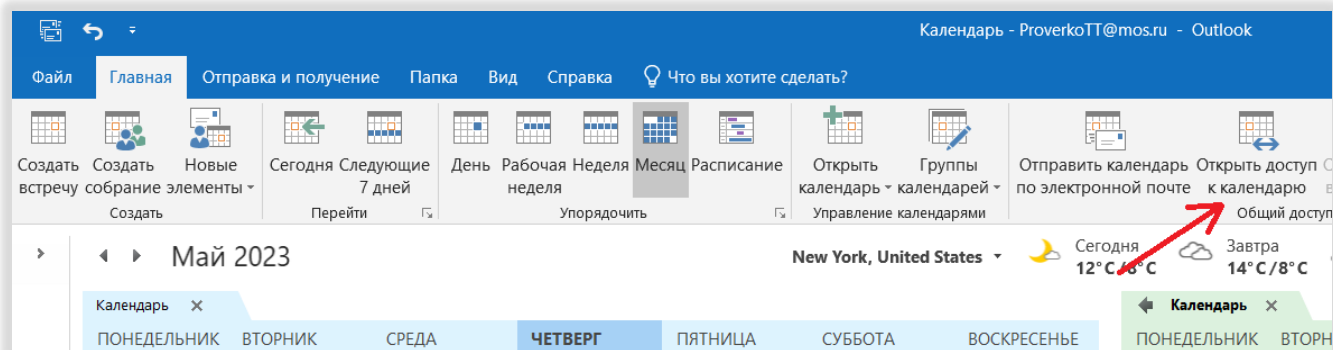 Календарь - ProverkoTT@mos.ru - Outlook
Файл Главная Отправка и получение Папка Вид Справка Что вы хотите сделать?
Создать встречу
Создать собрание
Новые элементы
Создать
Сегодня
Следующие 7 дней
Перейти
День
Рабочая неделя
Неделя
Месяц
Расписание
Упорядочить
Открыть календарь
Группы календарей
Управление календарями
Отправить календарь по электронной почте
Открыть доступ к календарю
Общий доступ
Май 2023
New York, United States
Сегодня
12°C/8°C
Завтра
14°C/8°C
Календарь
Календарь
ПОНЕДЕЛЬНИК ВТОРНИК СРЕДА ЧЕТВЕРГ ПЯТНИЦА СУББОТА ВОСКРЕСЕНЬЕ
ПОНЕДЕЛЬНИК ВТОРН